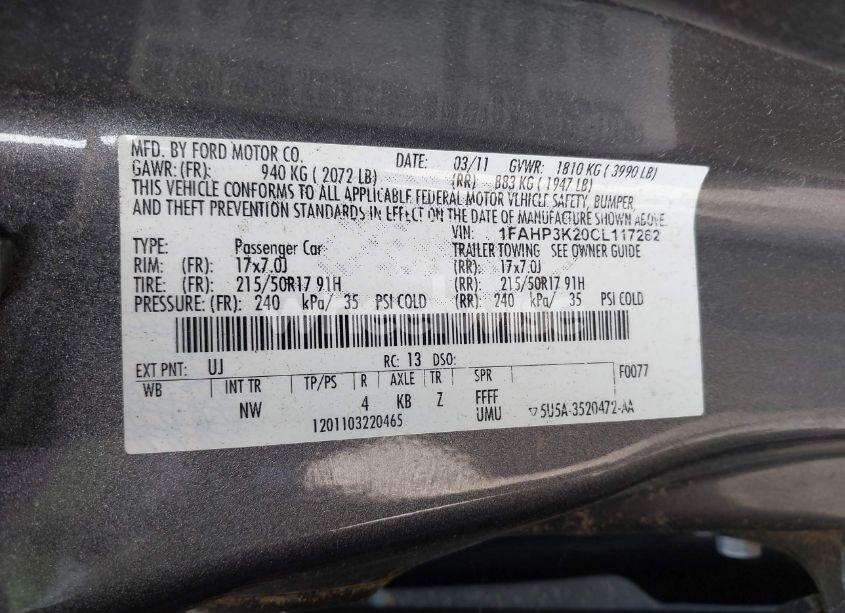 MFD. BY FORD MOTOR CO. DATE: 03/11 GVWR: 1810 KG ( 3990 LB)
GAWR: (FR): 940 KG ( 2072 LB) (RR) 883 KG ( 1947 LB)
THIS VEHICLE CONFORMS TO ALL APPLICABLE FEDERAL MOTOR VEHICLE SAFETY, BUMPER,
AND THEFT PREVENTION STANDARDS IN EFFECT ON THE DATE OF MANUFACTURE SHOWN ABOVE.
VIN: 1FAHP3K20CL117262
TYPE: Passenger Car TRAILER TOWING SEE OWNER GUIDE
RIM: (FR): 17x7.0J (RR): 17x7.0J
TIRE: (FR): 215/50R17 91H (RR): 215/50R17 91H
PRESSURE: (FR): 240 kPa/ 35 PSI COLD (RR): 240 kPa/ 35 PSI COLD
EXT PNT: UJ RC: 13 DSO: F0077
WB INT TR TP/PS R AXLE TR SPR
NW 4 KB Z FFFF
UMU
1201103220465 ▽5U5A-3520472-AA